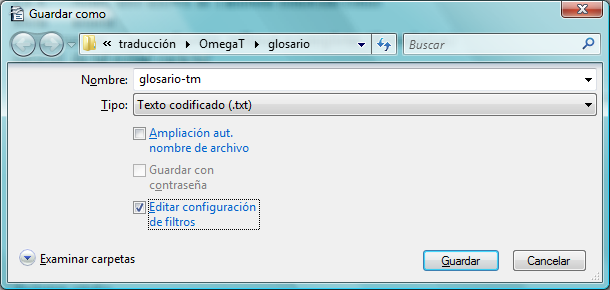 Guardar como
traducción OmegaT glosario Buscar
Nombre: glosario-tm
Tipo: Texto codificado (.txt)
Ampliación aut.
nombre de archivo
Guardar con
contraseña
Editar configuración
de filtros
Examinar carpetas Guardar Cancelar